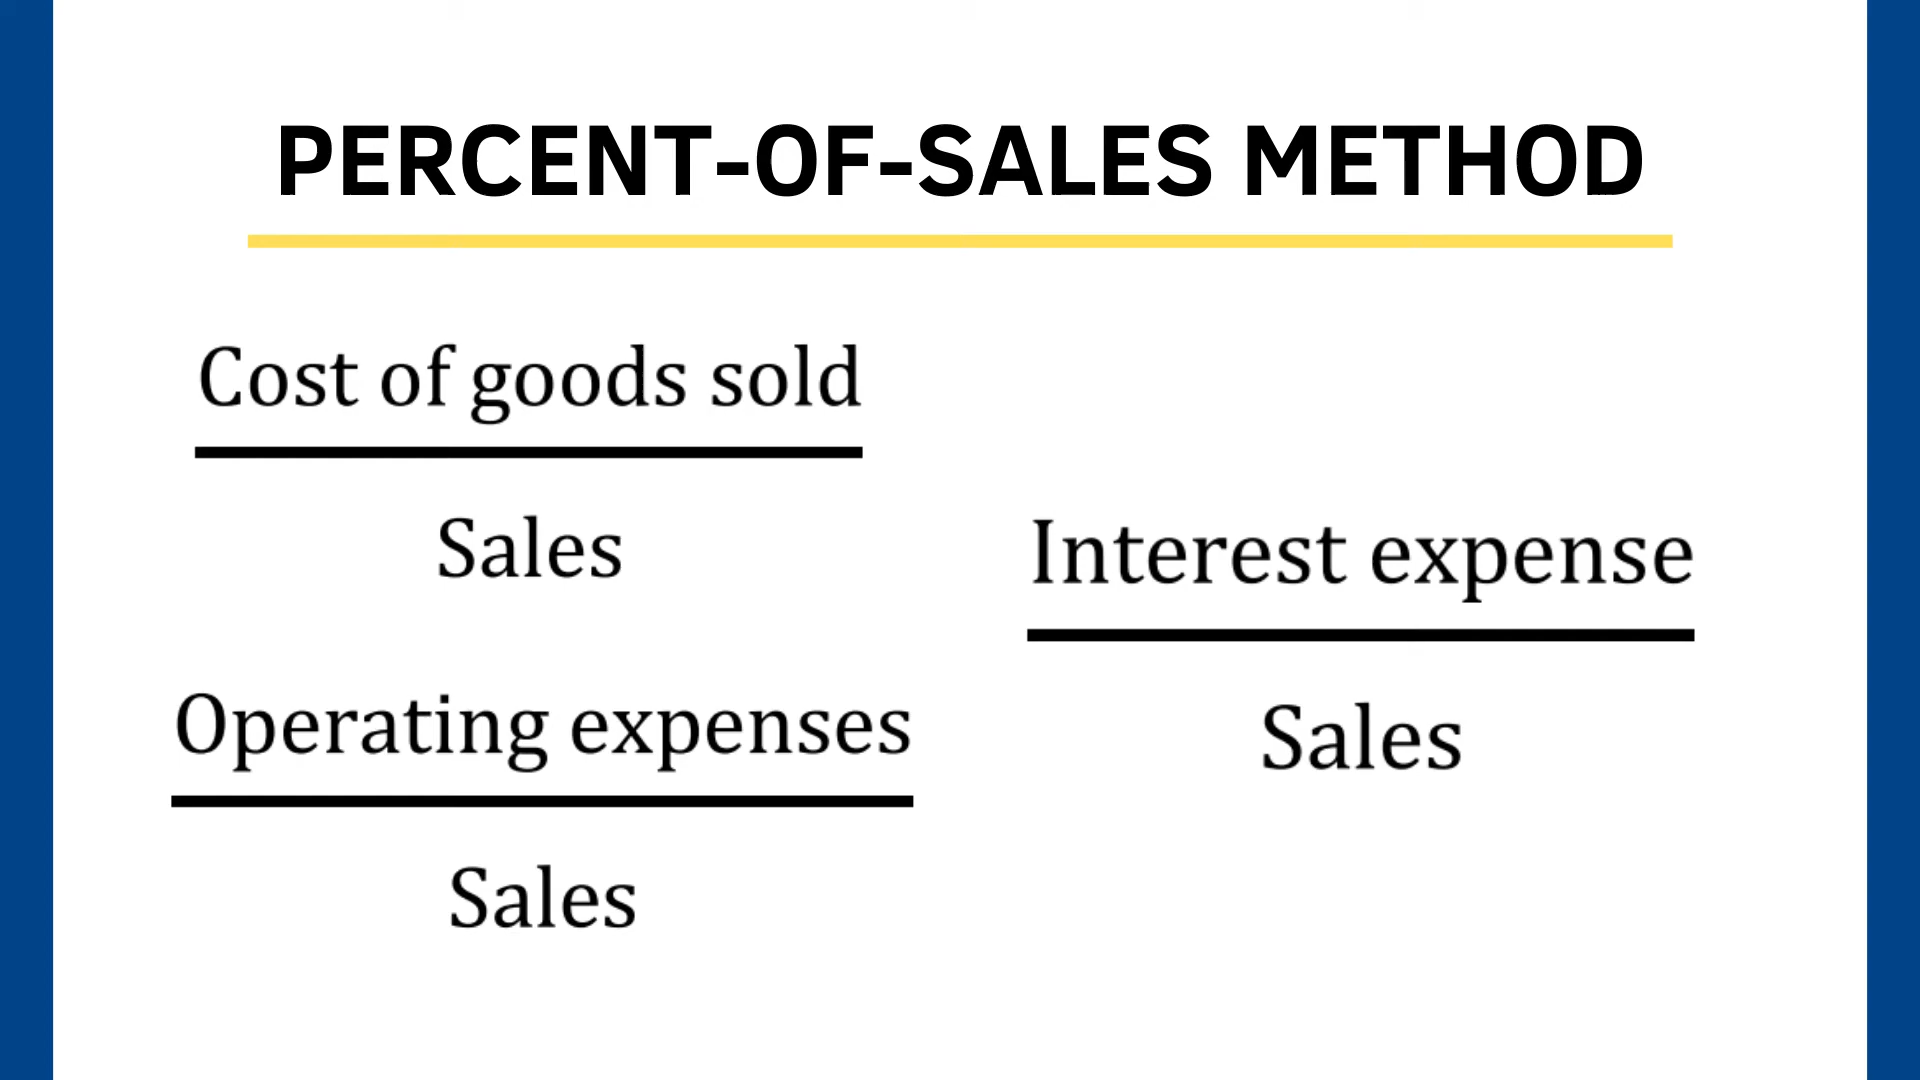 PERCENT-OF-SALES METHOD
Cost of goods sold
Sales
Operating expenses
Sales
Interest expense
Sales